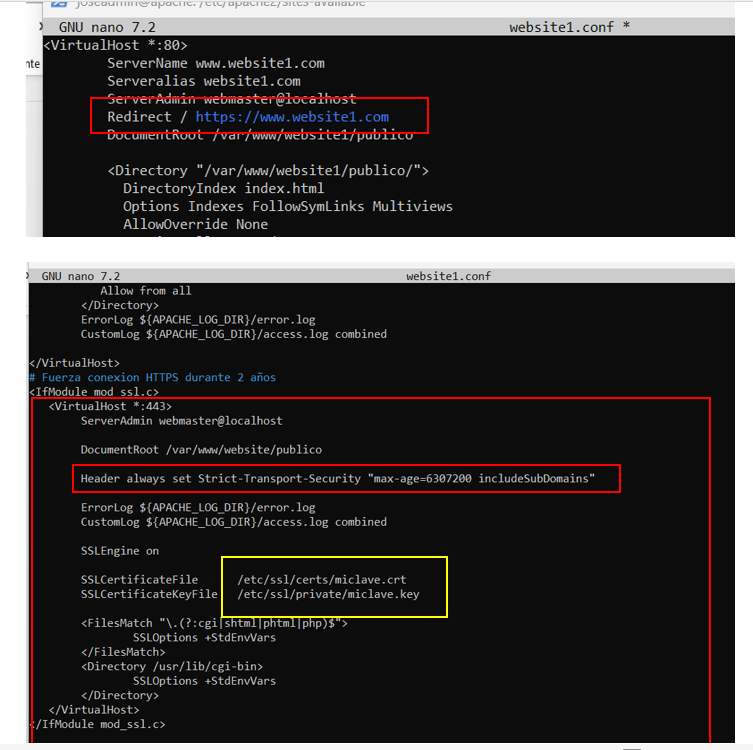 joseadmin@apache: /etc/apache2/sites-available
nte
GNU nano 7.2 website1.conf *
<VirtualHost *:80>
ServerName www.website1.com
Serveralias website1.com
ServerAdmin webmaster@localhost
Redirect / https://www.website1.com
DocumentRoot /var/www/website1/publico
<Directory "/var/www/website1/publico/">
DirectoryIndex index.html
Options Indexes FollowSymLinks Multiviews
AllowOverride None
GNU nano 7.2 website1.conf
Allow from all
</Directory>
ErrorLog ${APACHE_LOG_DIR}/error.log
CustomLog ${APACHE_LOG_DIR}/access.log combined
</VirtualHost>
# Fuerza conexion HTTPS durante 2 años
<IfModule mod_ssl.c>
<VirtualHost *:443>
ServerAdmin webmaster@localhost
DocumentRoot /var/www/website/publico
Header always set Strict-Transport-Security "max-age=6307200 includeSubDomains"
ErrorLog ${APACHE_LOG_DIR}/error.log
CustomLog ${APACHE_LOG_DIR}/access.log combined
SSLEngine on
SSLCertificateFile /etc/ssl/certs/miclave.crt
SSLCertificateKeyFile /etc/ssl/private/miclave.key
<FilesMatch "\.(?:cgi|shtml|phtml|php)$">
SSLOptions +StdEnvVars
</FilesMatch>
<Directory /usr/lib/cgi-bin>
SSLOptions +StdEnvVars
</Directory>
</VirtualHost>
</IfModule mod_ssl.c>